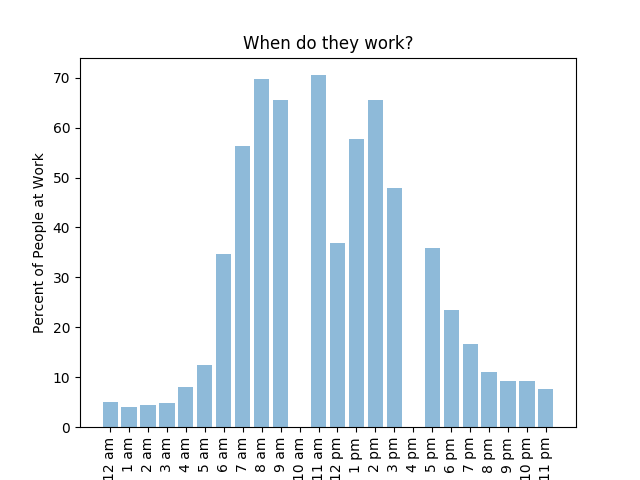 When do they work?
Percent of People at Work
70
60
50
40
30
20
10
0
12 am
1 am
2 am
3 am
4 am
5 am
6 am
7 am
8 am
9 am
10 am
11 am
12 pm
1 pm
2 pm
3 pm
4 pm
5 pm
6 pm
7 pm
8 pm
9 pm
10 pm
11 pm